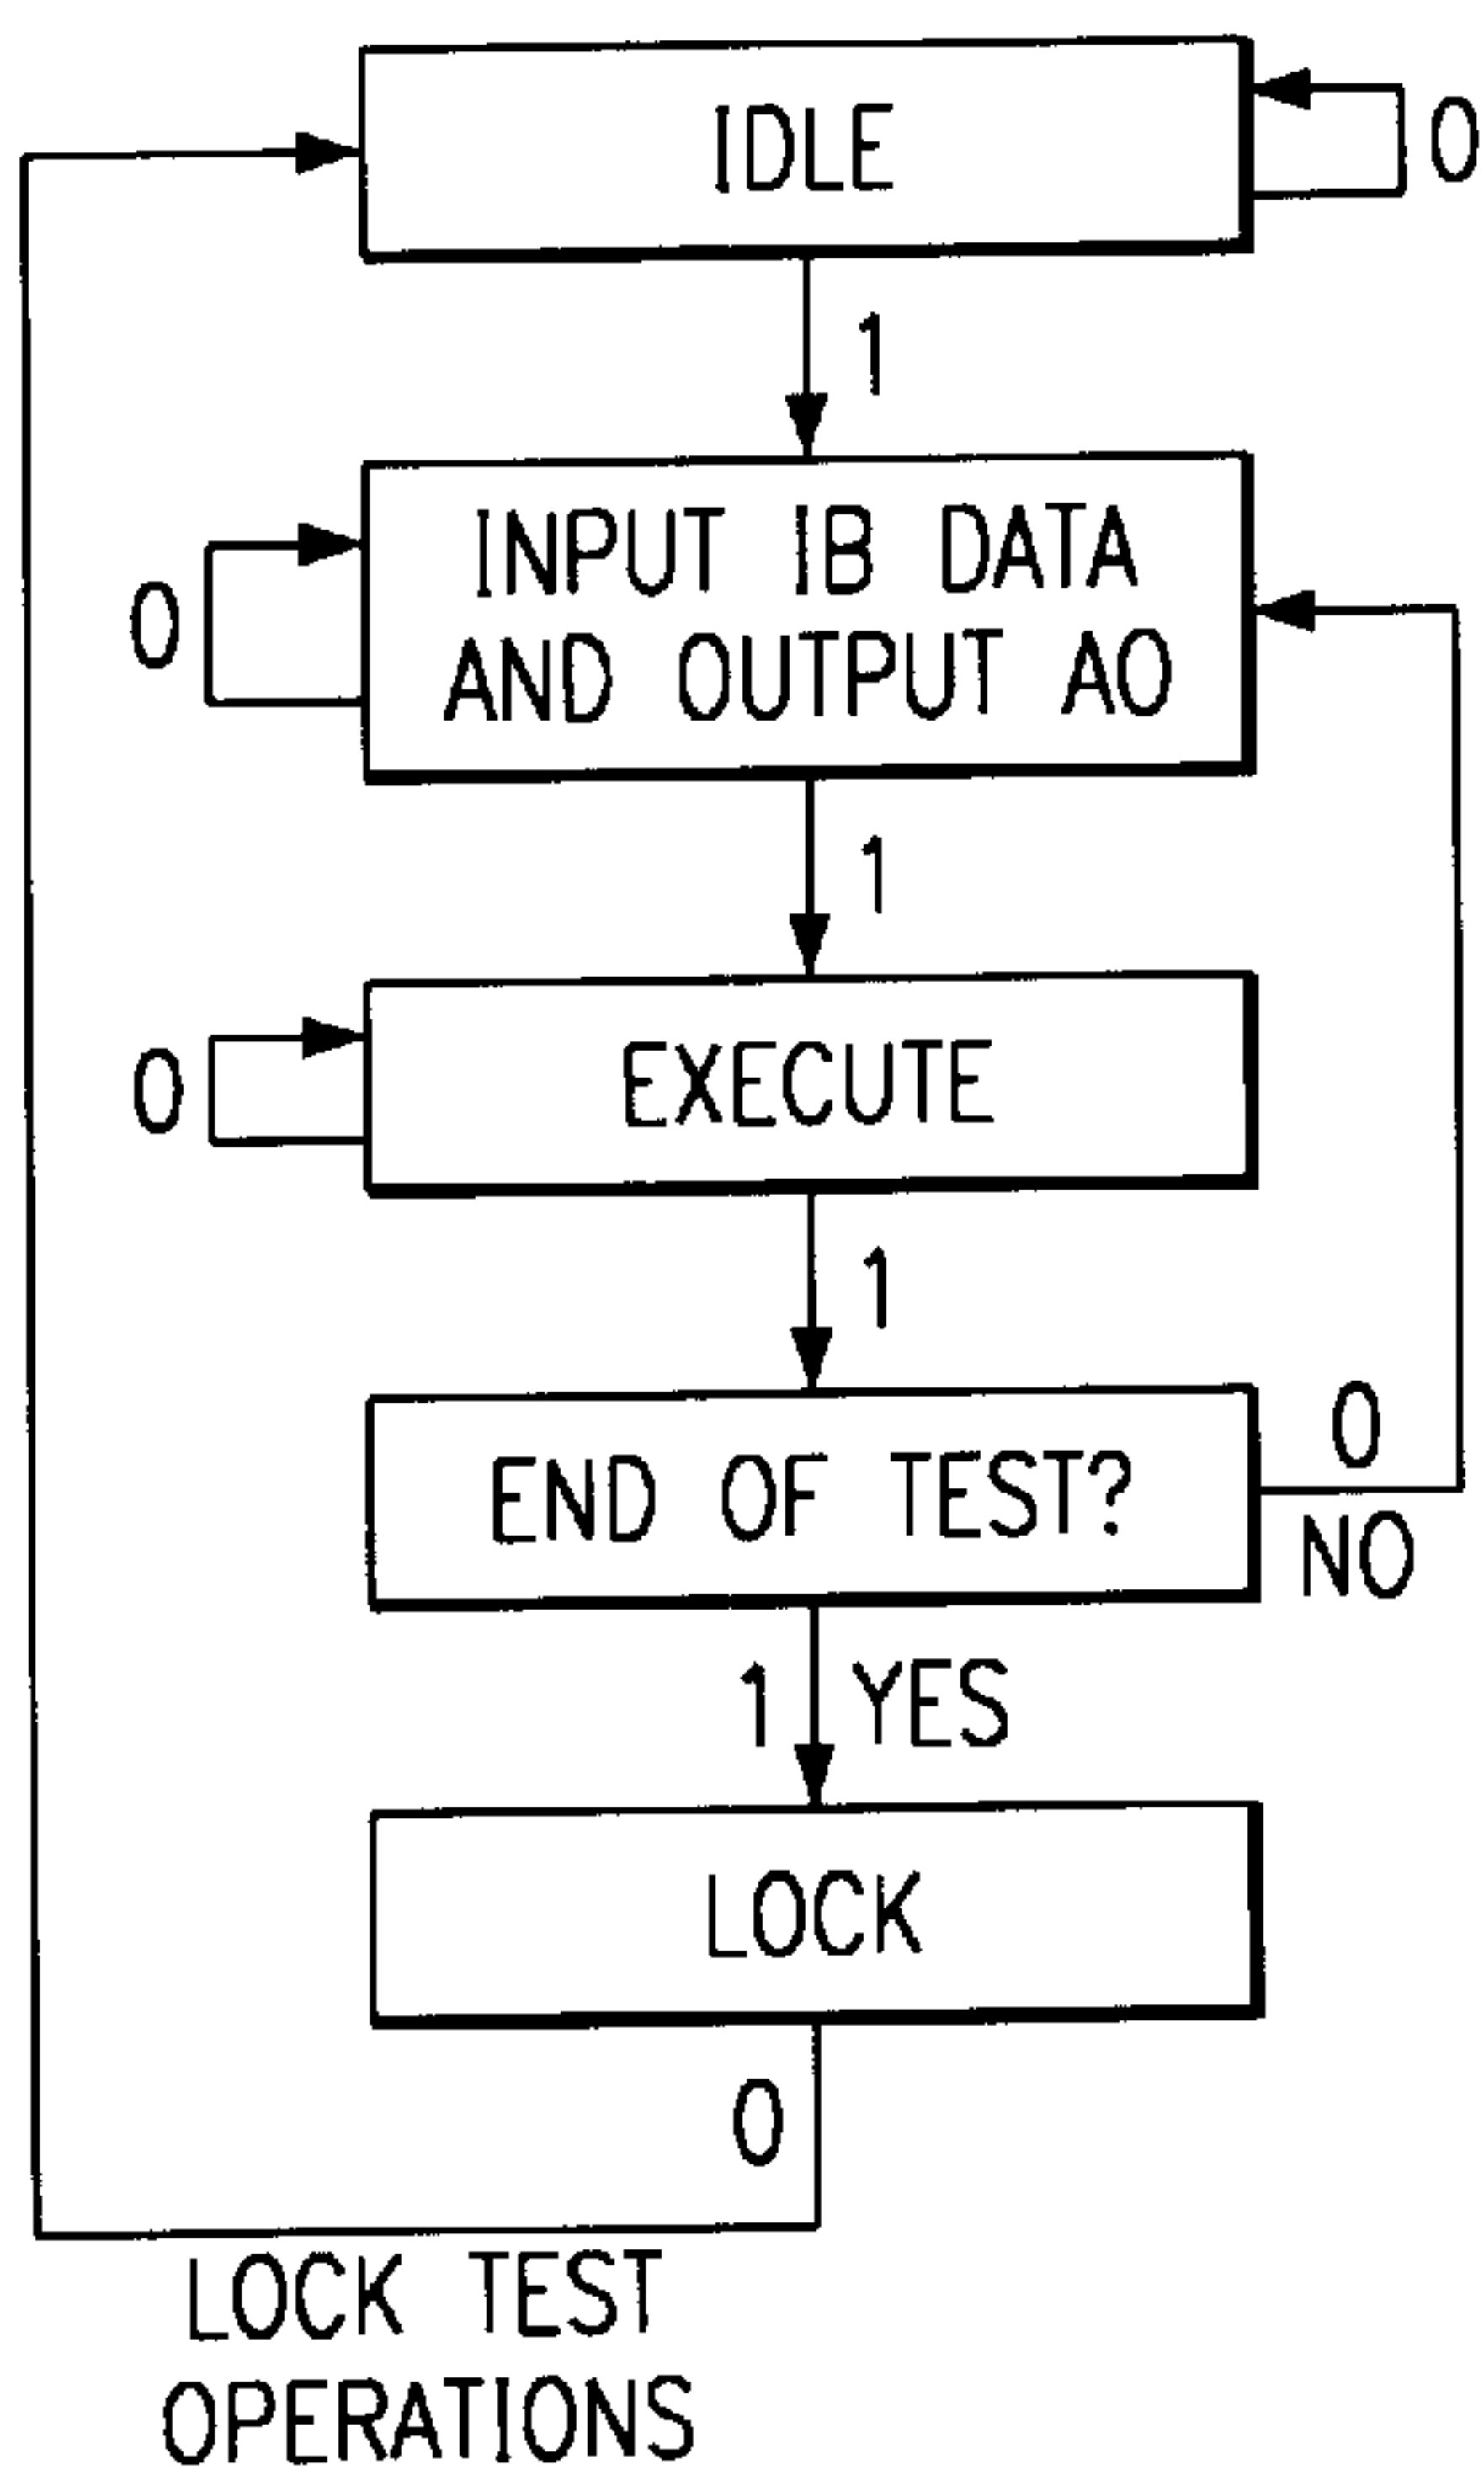 IDLE
0
1
INPUT IB DATA
AND OUTPUT AO
0
1
EXECUTE
0
1
END OF TEST?
0
NO
1 YES
LOCK
0
LOCK TEST
OPERATIONS